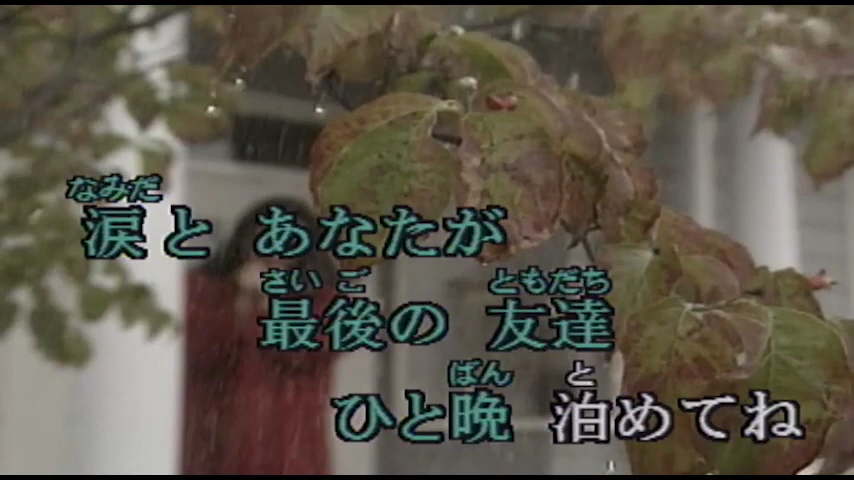 なみだ
涙と あなたが
さいご ともだち
最後の 友達
ばん と
ひと晩 泊めてね